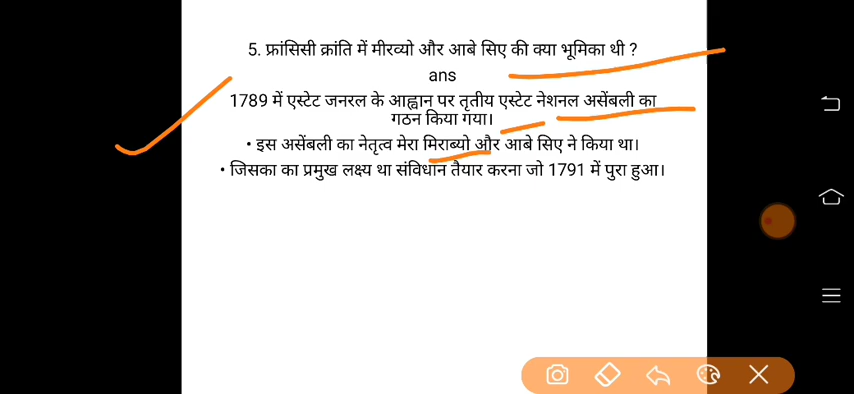 5. फ्रांसिसी क्रांति में मीरव्यो और आबे सिए की क्या भूमिका थी ?
ans
1789 में एस्टेट जनरल के आह्वान पर तृतीय एस्टेट नेशनल असेंबली का
गठन किया गया।
• इस असेंबली का नेतृत्व मेरा मिराब्यो और आबे सिए ने किया था।
• जिसका का प्रमुख लक्ष्य था संविधान तैयार करना जो 1791 में पुरा हुआ।